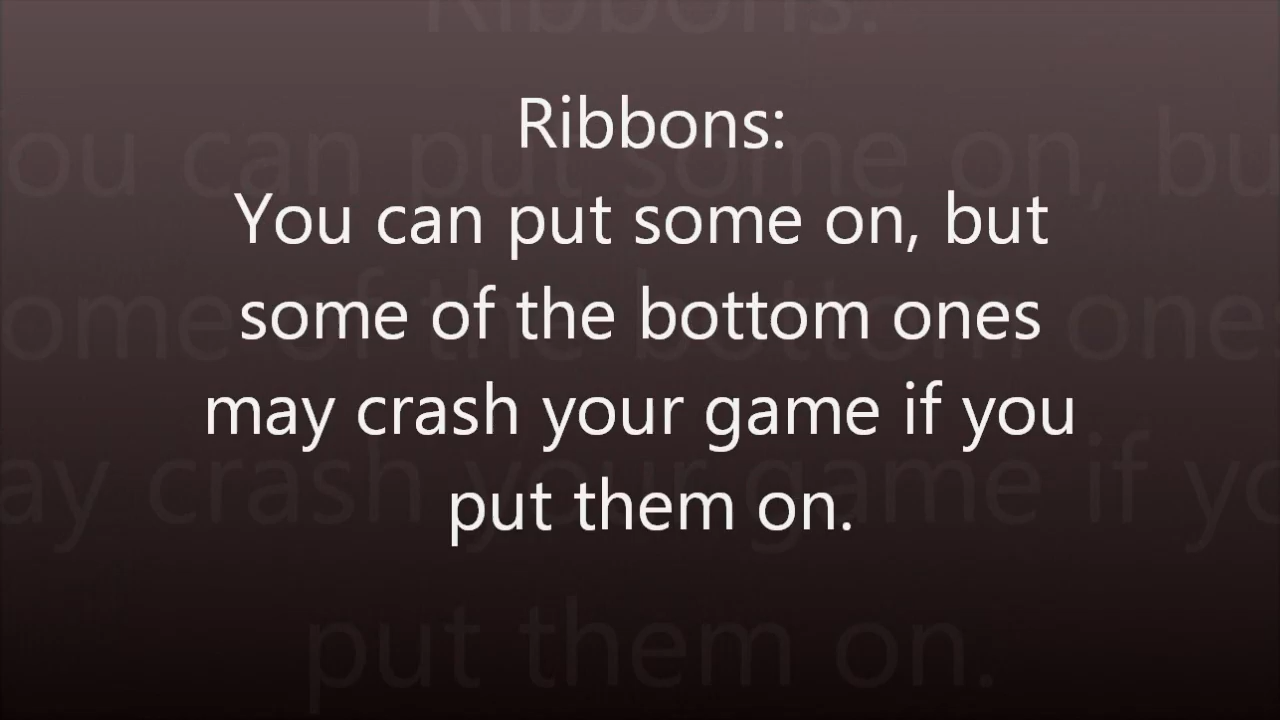 Ribbons:
You can put some on, but
some of the bottom ones
may crash your game if you
put them on.